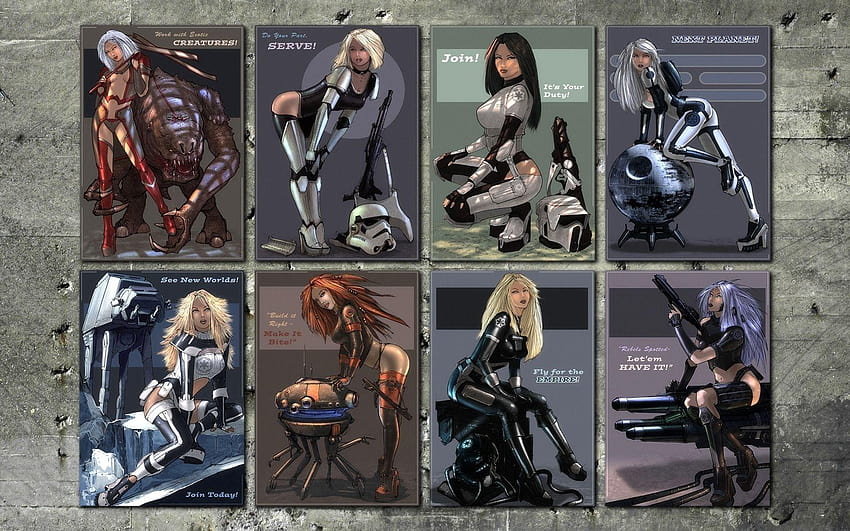 Work with Exotic
CREATURES!
Do Your Part.
SERVE!
Join!
It's Your
Duty!
NEXT PLANET!
See New Worlds!
Join Today!
"Build it
Right -
Make It
Bite!"
Fly for the
EMPIRE!
"Rebels Spotted-
Let'em
HAVE IT!"